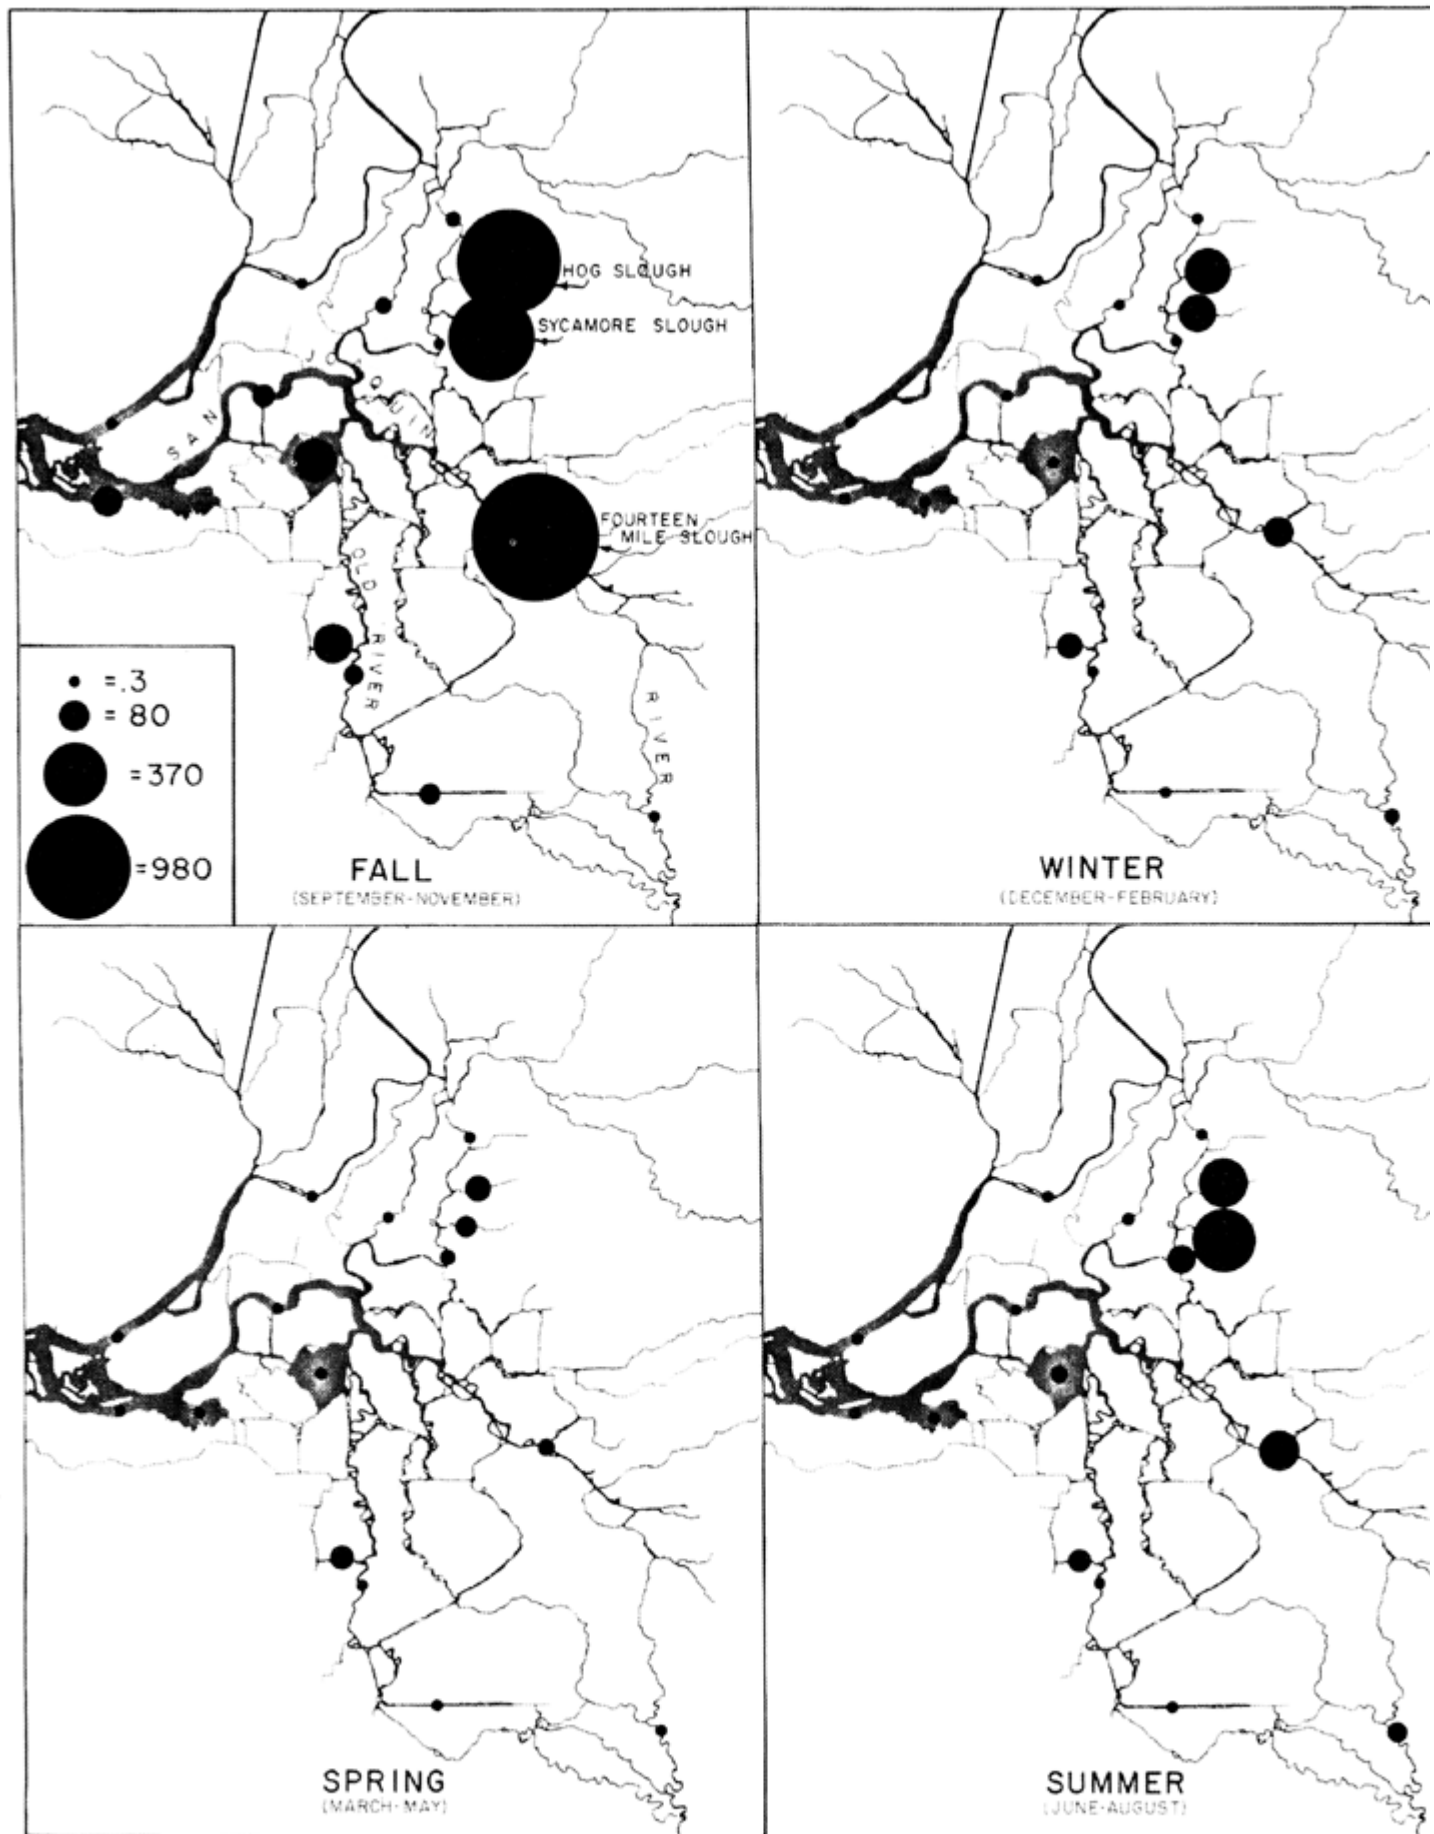 HOG SLOUGH
SYCAMORE SLOUGH
SAN JOAQUIN
FOURTEEN
MILE SLOUGH
OLD RIVER
RIVER
=.3
=80
=370
=980
FALL
(SEPTEMBER-NOVEMBER)
WINTER
(DECEMBER-FEBRUARY)
SPRING
(MARCH-MAY)
SUMMER
(JUNE-AUGUST)